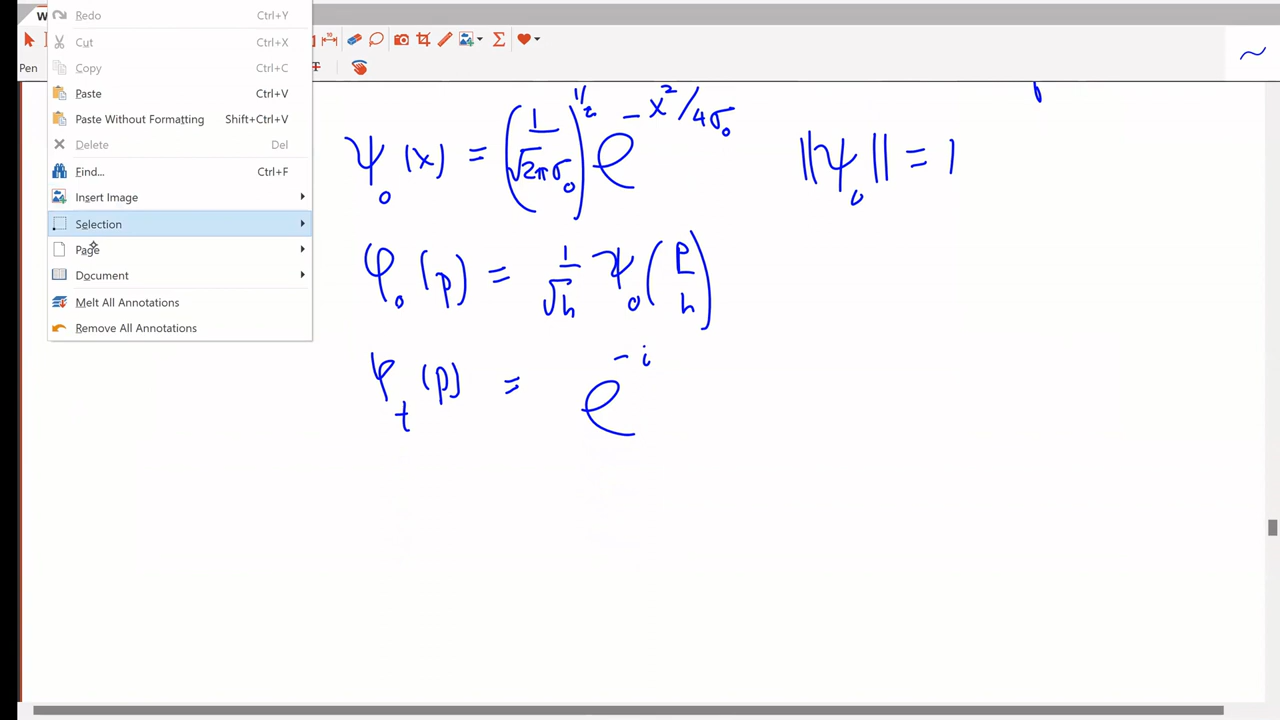 W
Redo Ctrl+Y
Cut Ctrl+X
Copy Ctrl+C
Paste Ctrl+V
Paste Without Formatting Shift+Ctrl+V
Delete Del
Find... Ctrl+F
Insert Image
Selection
Page
Document
Melt All Annotations
Remove All Annotations
Pen
T
10
Σ
~
ψ₀(x) = (1/√2πσ₀)^1/2 e^-x²/4σ₀ ||ψ₀|| = 1
φ₀(p) = 1/√h ψ₀(p/h)
φₜ(p) = e^-i